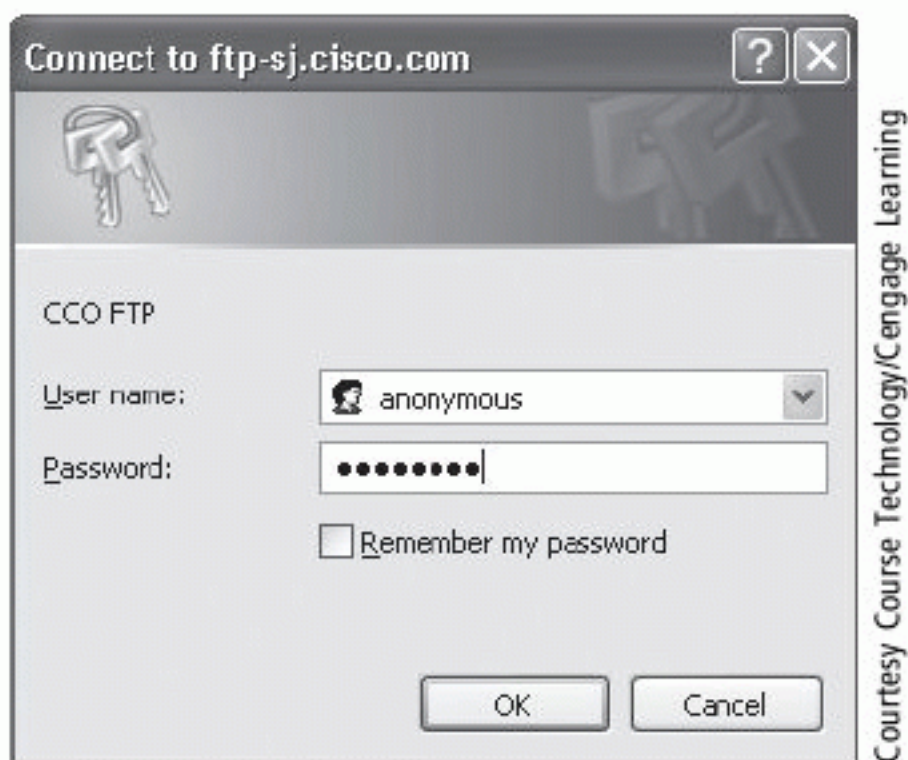 Connect to ftp-sj.cisco.com
CCO FTP
User name:
anonymous
Password:
••••••••
Remember my password
OK
Cancel
Courtesy Course Technology/Cengage Learning